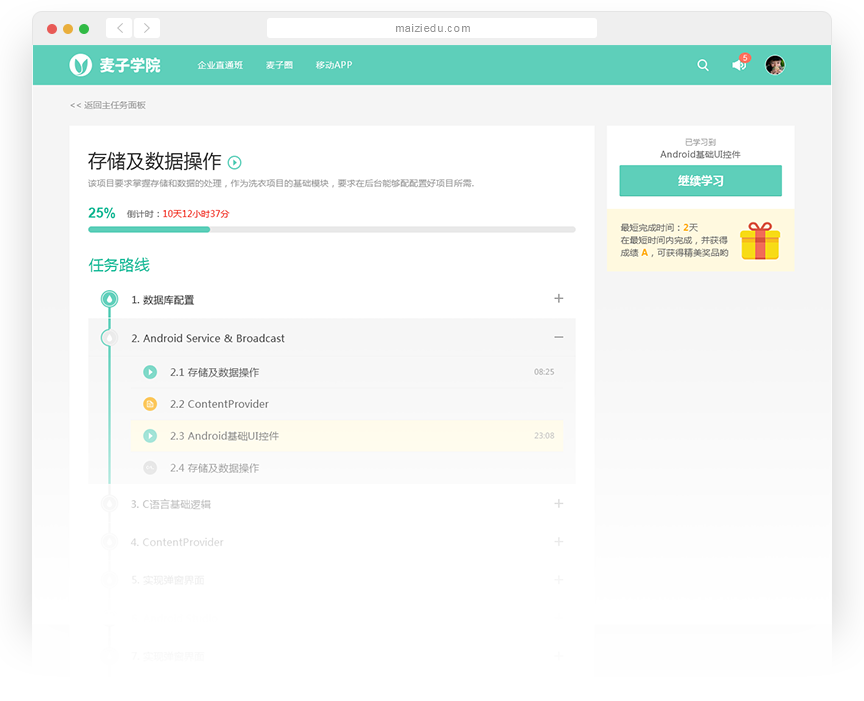 maiziedu.com
麦子学院 企业直通班 麦子圈 移动APP 5
<< 返回主任务面板
存储及数据操作
该项目要求掌握存储和数据的处理，作为洗衣项目的基础模块，要求在后台能够配配置好项目所需.
25% 倒计时：10天12小时37分
任务路线
1. 数据库配置
2. Android Service & Broadcast
2.1 存储及数据操作 08:25
2.2 ContentProvider
2.3 Android基础UI控件 23:08
2.4 存储及数据操作
3. C语言基础逻辑
4. ContentProvider
已学习到
Android基础UI控件
继续学习
最短完成时间：2天
在最短时间内完成，并获得
成绩 A，可获得精美奖品哟